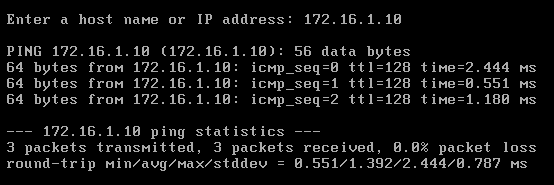 Enter a host name or IP address: 172.16.1.10
PING 172.16.1.10 (172.16.1.10): 56 data bytes
64 bytes from 172.16.1.10: icmp_seq=0 ttl=128 time=2.444 ms
64 bytes from 172.16.1.10: icmp_seq=1 ttl=128 time=0.551 ms
64 bytes from 172.16.1.10: icmp_seq=2 ttl=128 time=1.180 ms
--- 172.16.1.10 ping statistics ---
3 packets transmitted, 3 packets received, 0.0% packet loss
round-trip min/avg/max/stddev = 0.551/1.392/2.444/0.787 ms